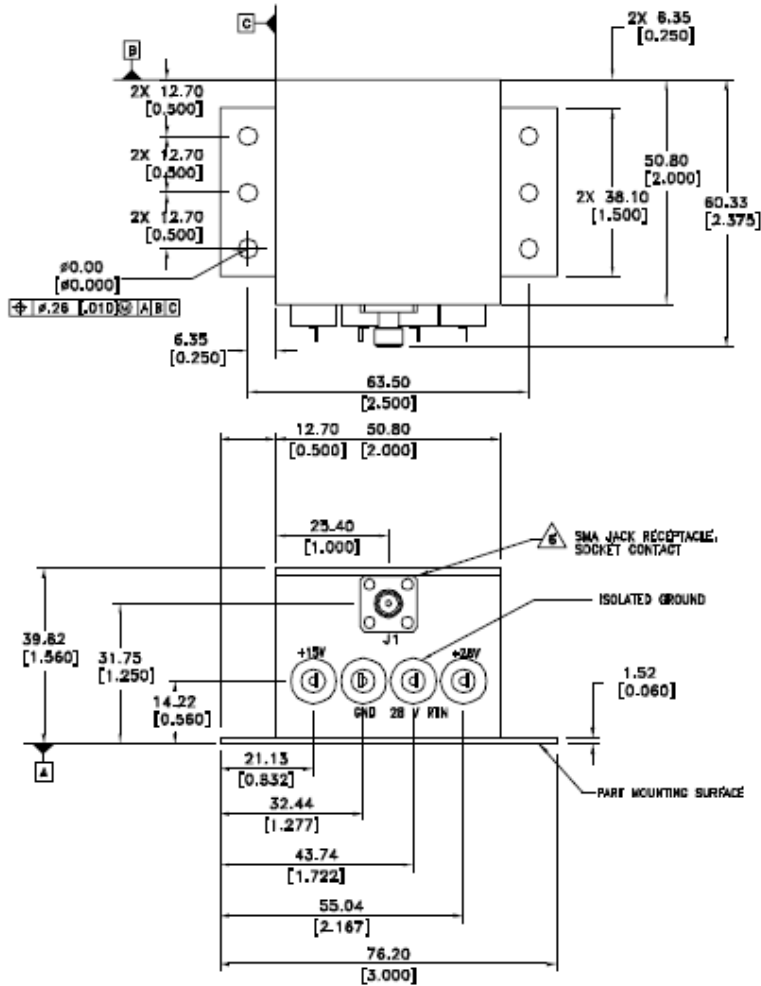 C
2X 6.35
[0.250]
B
2X 12.70
[0.500]
2X 12.70
[0.500]
50.80
[2.000]
2X 38.10
[1.500]
60.33
[2.375]
2X 12.70
[0.500]
ø0.00
[ø0.000]
⌖ ø.26 [.010]Ⓜ A B C
6.35
[0.250]
63.50
[2.500]
12.70 50.80
[0.500] [2.000]
25.40
[1.000]
SMA JACK RECEPTACLE,
SOCKET CONTACT
ISOLATED GROUND
J1
39.62
[1.560]
31.75
[1.250]
+15V +28V
14.22
[0.560]
1.52
[0.060]
GND 28 V RTN
A
21.13
[0.832]
PART MOUNTING SURFACE
32.44
[1.277]
43.74
[1.722]
55.04
[2.167]
76.20
[3.000]